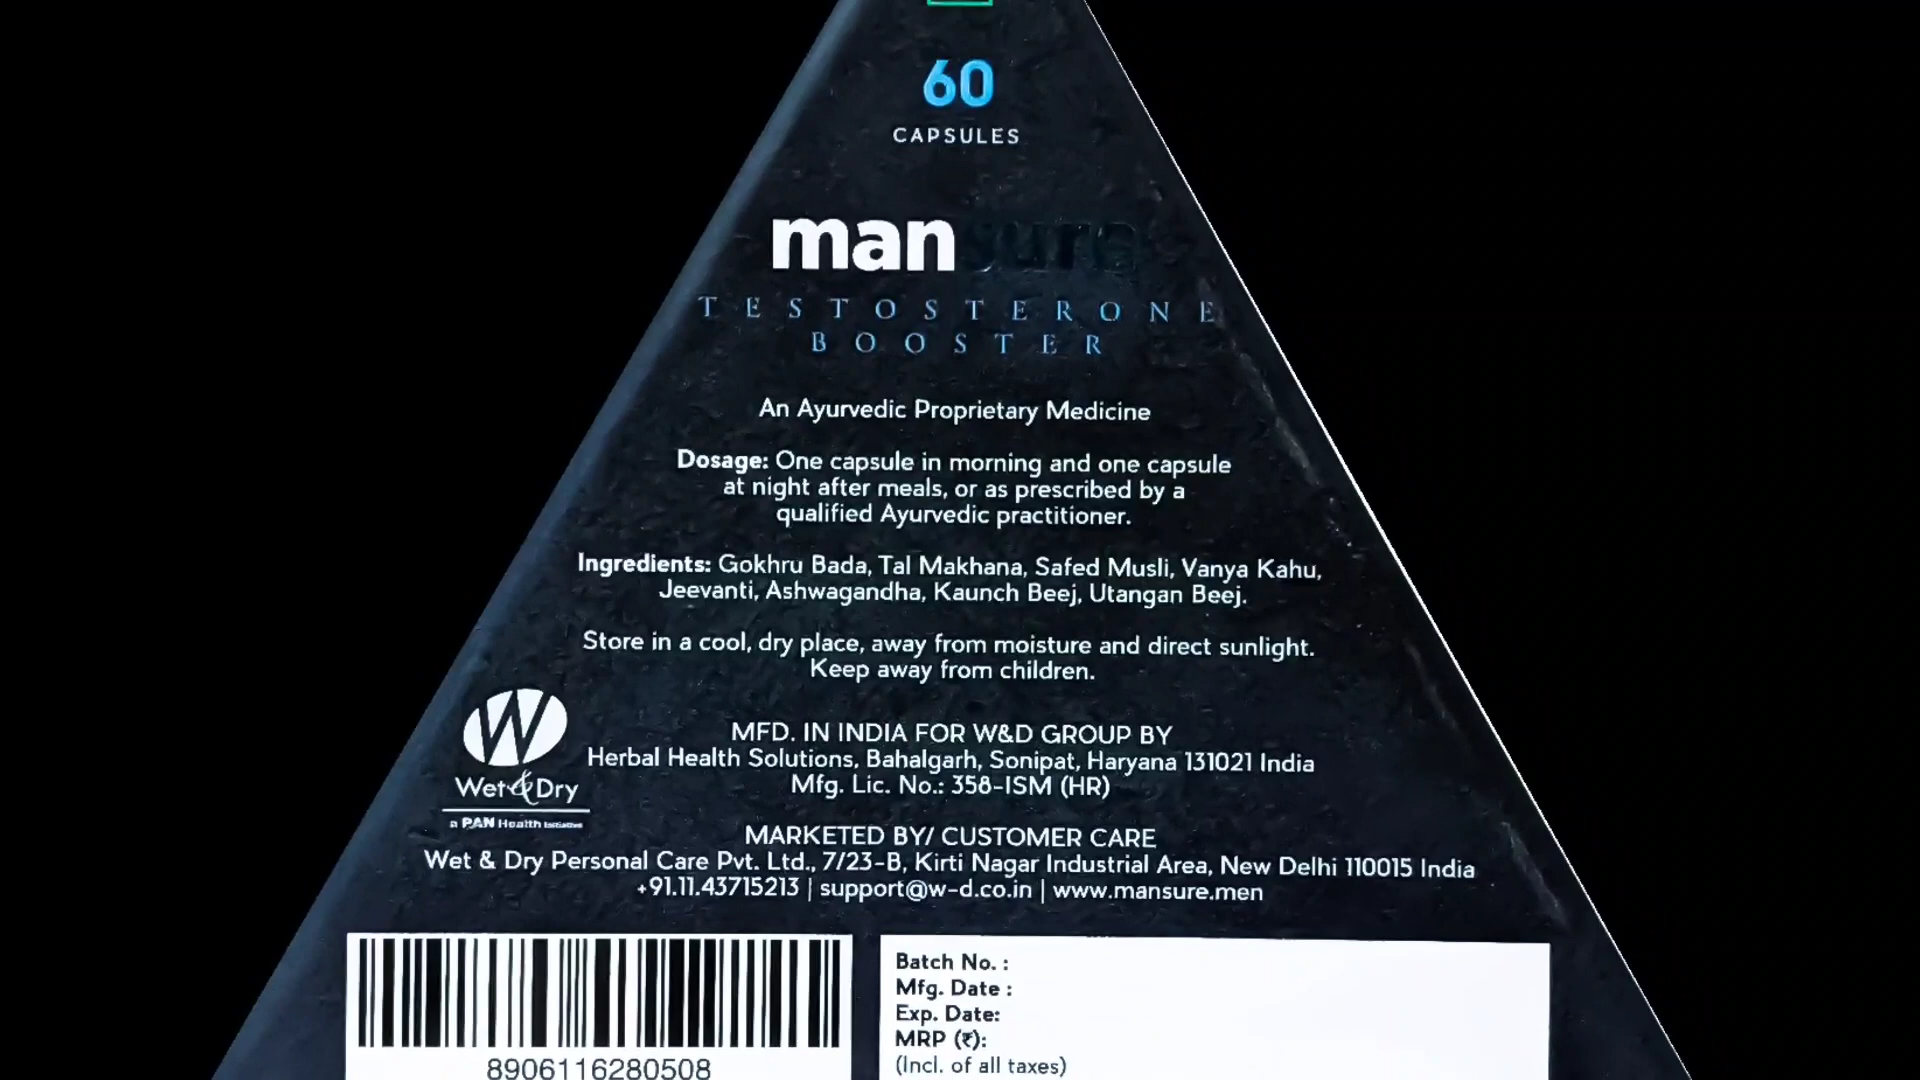 60
CAPSULES
mansure
TESTOSTERONE
BOOSTER
An Ayurvedic Proprietary Medicine
Dosage: One capsule in morning and one capsule
at night after meals, or as prescribed by a
qualified Ayurvedic practitioner.
Ingredients: Gokhru Bada, Tal Makhana, Safed Musli, Vanya Kahu,
Jeevanti, Ashwagandha, Kaunch Beej, Utangan Beej.
Store in a cool, dry place, away from moisture and direct sunlight.
Keep away from children.
W
Wet & Dry
a PAN Health Initiative
MFD. IN INDIA FOR W&D GROUP BY
Herbal Health Solutions, Bahalgarh, Sonipat, Haryana 131021 India
Mfg. Lic. No.: 358-ISM (HR)
MARKETED BY/ CUSTOMER CARE
Wet & Dry Personal Care Pvt. Ltd., 7/23-B, Kirti Nagar Industrial Area, New Delhi 110015 India
+91.11.43715213 | support@w-d.co.in | www.mansure.men
8906116280508
Batch No. :
Mfg. Date :
Exp. Date:
MRP (₹):
(Incl. of all taxes)